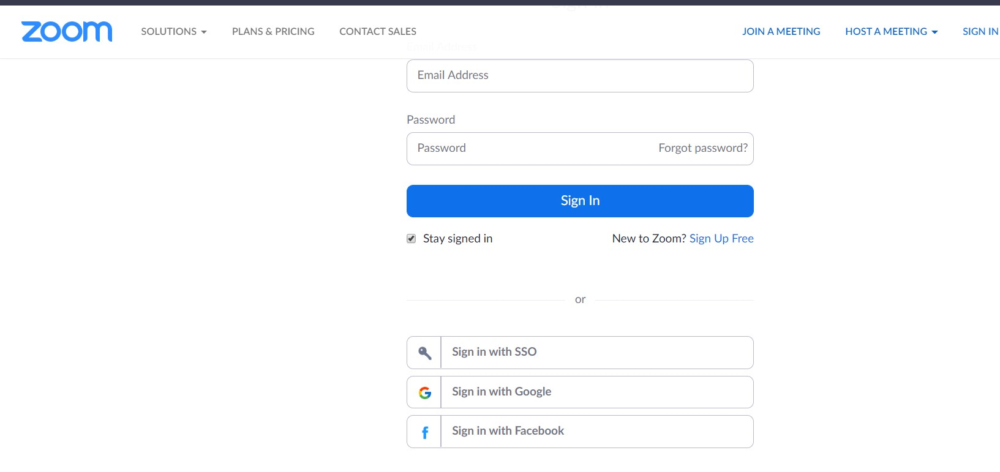 zoom
SOLUTIONS
PLANS & PRICING
CONTACT SALES
JOIN A MEETING
HOST A MEETING
SIGN IN
Email Address
Email Address
Password
Password
Forgot password?
Sign In
Stay signed in
New to Zoom? Sign Up Free
or
Sign in with SSO
Sign in with Google
Sign in with Facebook